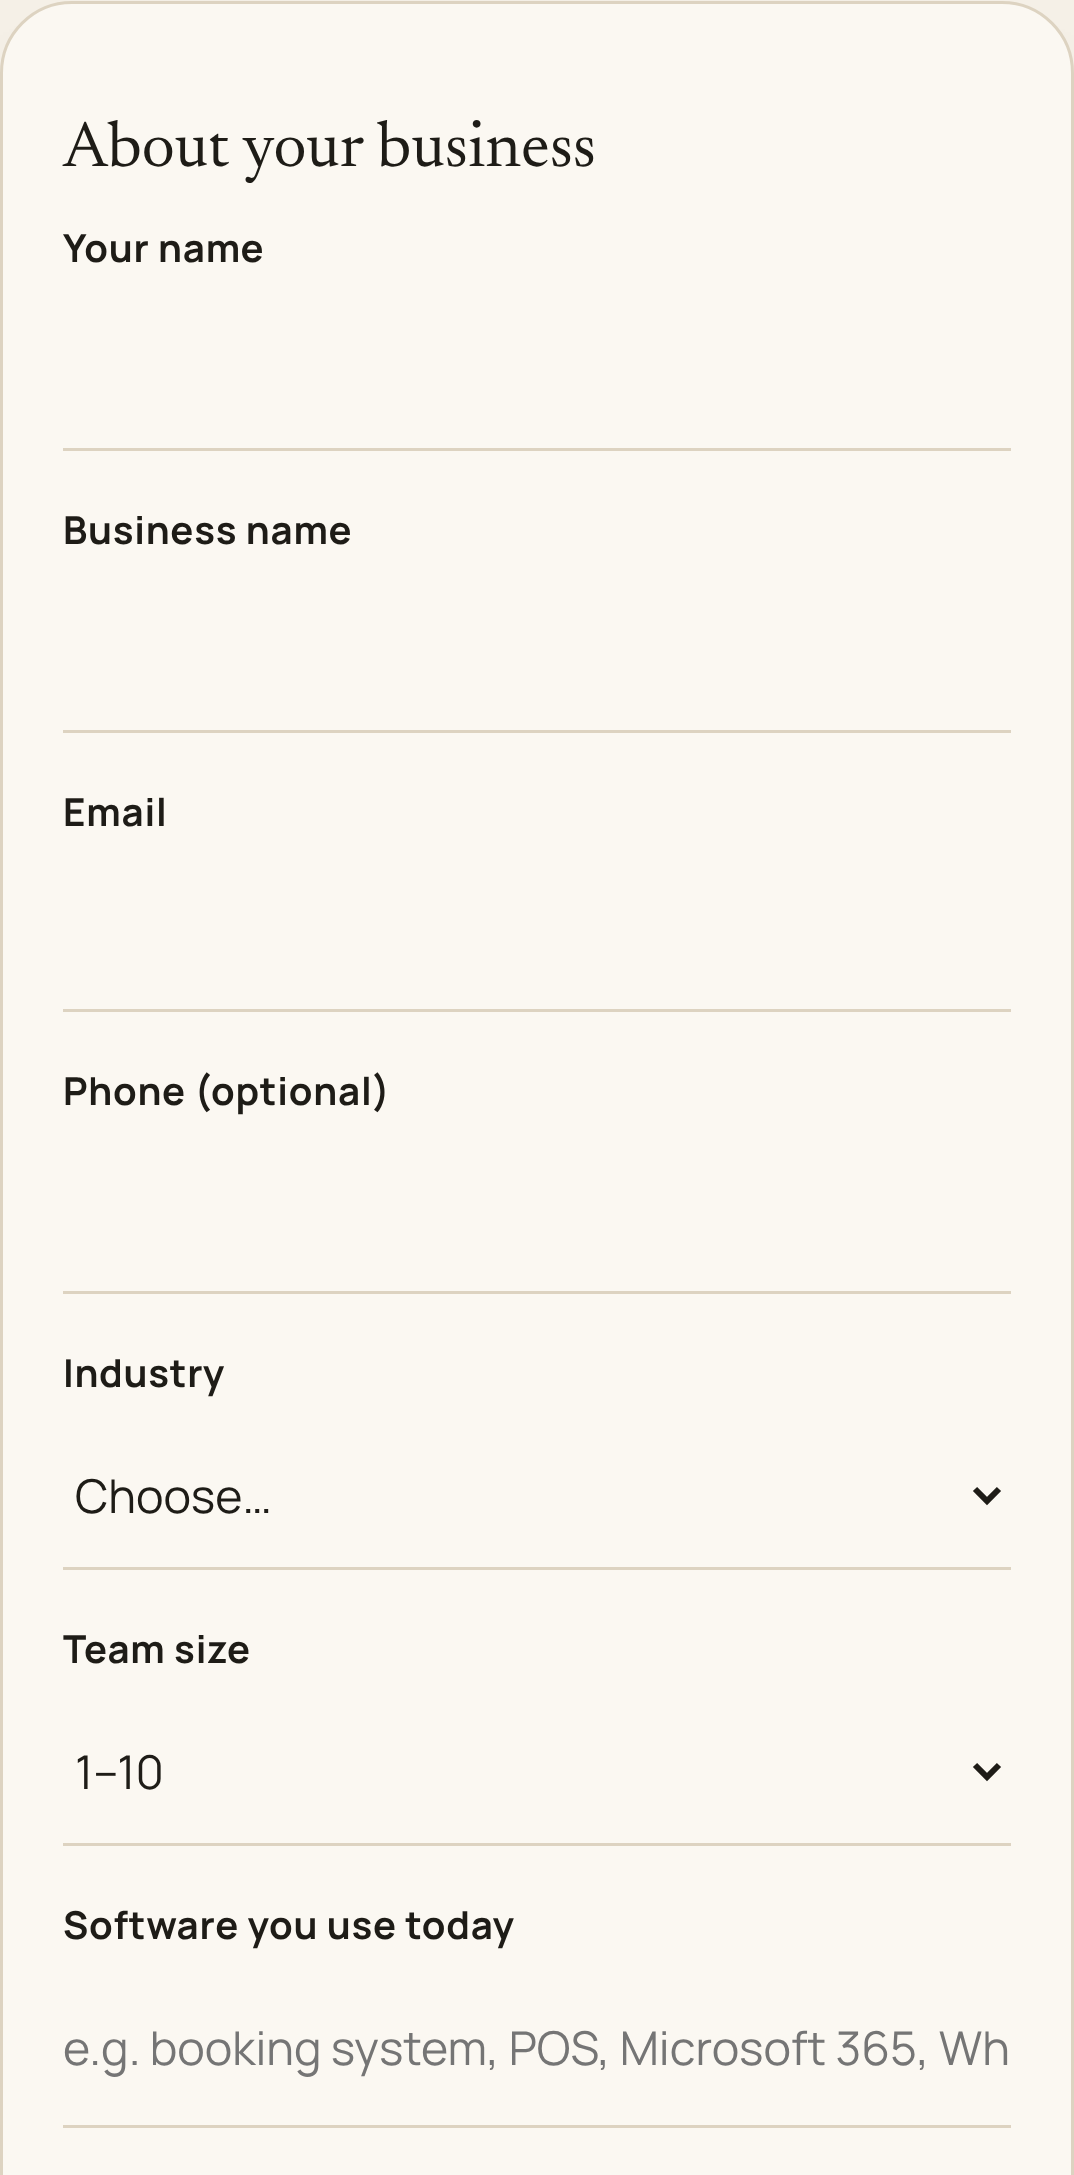 About your business
Your name
Business name
Email
Phone (optional)
Industry
Choose...
Team size
1–10
Software you use today
e.g. booking system, POS, Microsoft 365, Wh